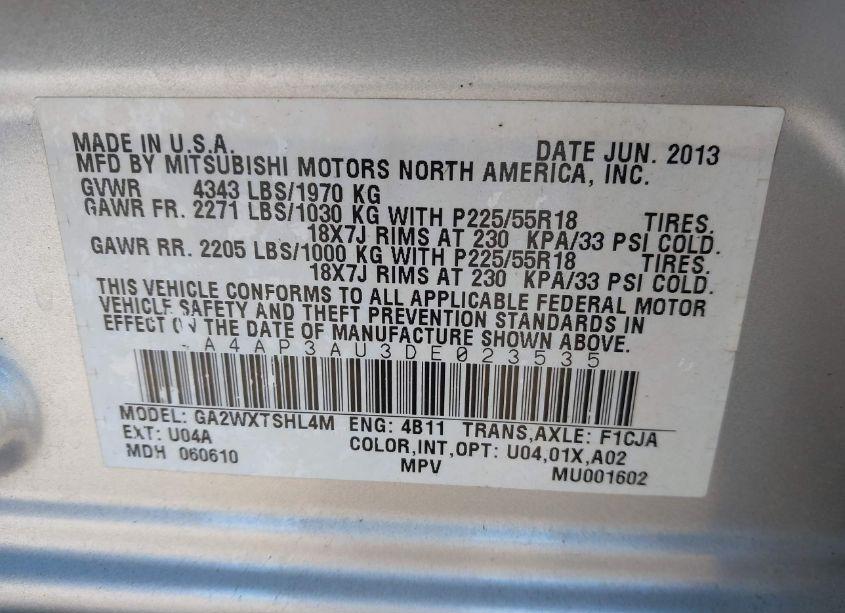 MADE IN U.S.A. DATE JUN. 2013
MFD BY MITSUBISHI MOTORS NORTH AMERICA, INC.
GVWR 4343 LBS/1970 KG
GAWR FR. 2271 LBS/1030 KG WITH P225/55R18 TIRES.
18X7J RIMS AT 230 KPA/33 PSI COLD.
GAWR RR. 2205 LBS/1000 KG WITH P225/55R18 TIRES.
18X7J RIMS AT 230 KPA/33 PSI COLD.
THIS VEHICLE CONFORMS TO ALL APPLICABLE FEDERAL MOTOR
VEHICLE SAFETY AND THEFT PREVENTION STANDARDS IN
EFFECT ON THE DATE OF MANUFACTURE SHOWN ABOVE.
A4AP3AU3DE023535
MODEL: GA2WXTSHL4M ENG: 4B11 TRANS,AXLE: F1CJA
EXT: U04A COLOR,INT,OPT: U04,01X,A02
MDH 060610 MPV MU001602